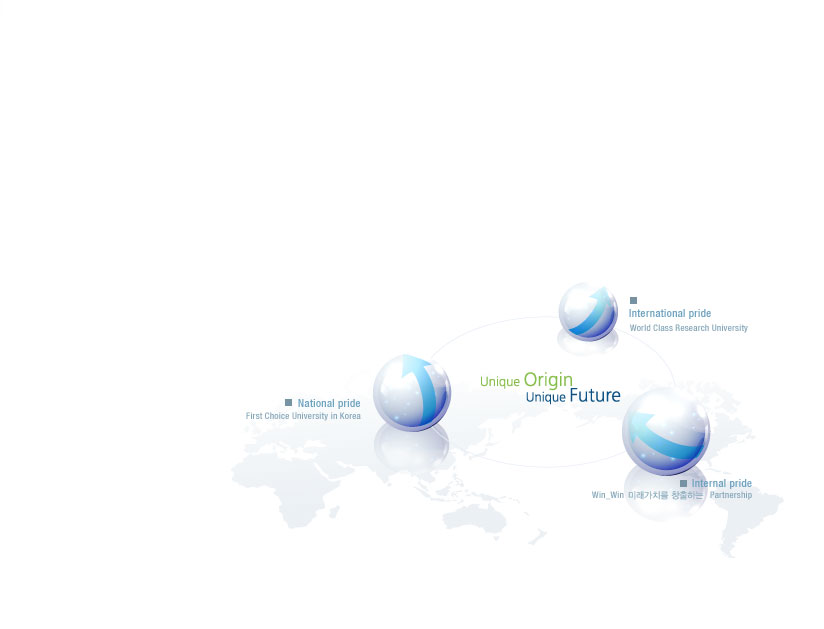 International pride
World Class Research University
Unique Origin
Unique Future
National pride
First Choice University in Korea
Internal pride
Win_Win 미래가치를 창출하는 Partnership